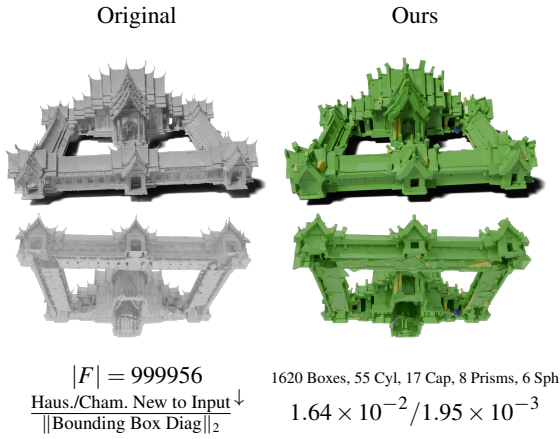 Original Ours
|F| = 999956
1620 Boxes, 55 Cyl, 17 Cap, 8 Prisms, 6 Sph
Haus./Cham. New to Input↓
‖Bounding Box Diag‖₂
1.64 × 10⁻²/1.95 × 10⁻³